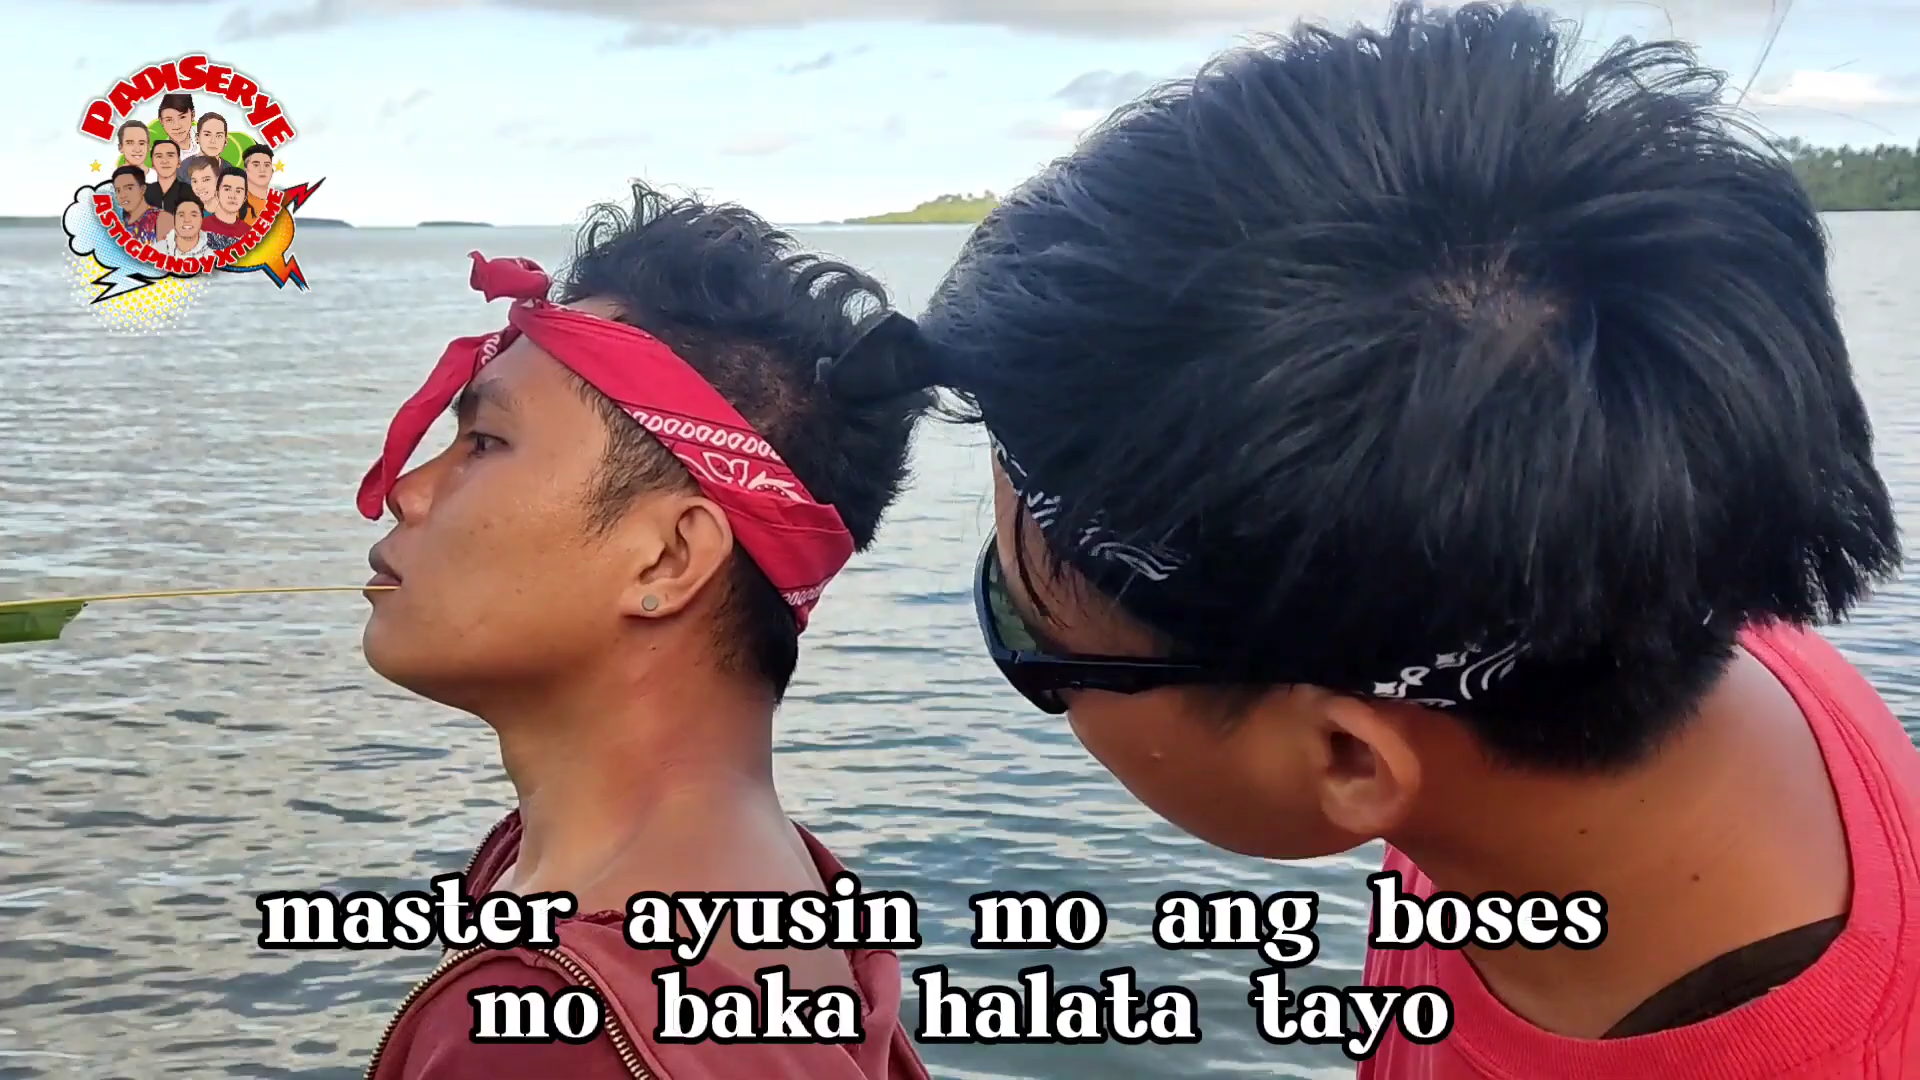 PADISERYE
ASTIGPINOYXTREME
master ayusin mo ang boses
mo baka halata tayo